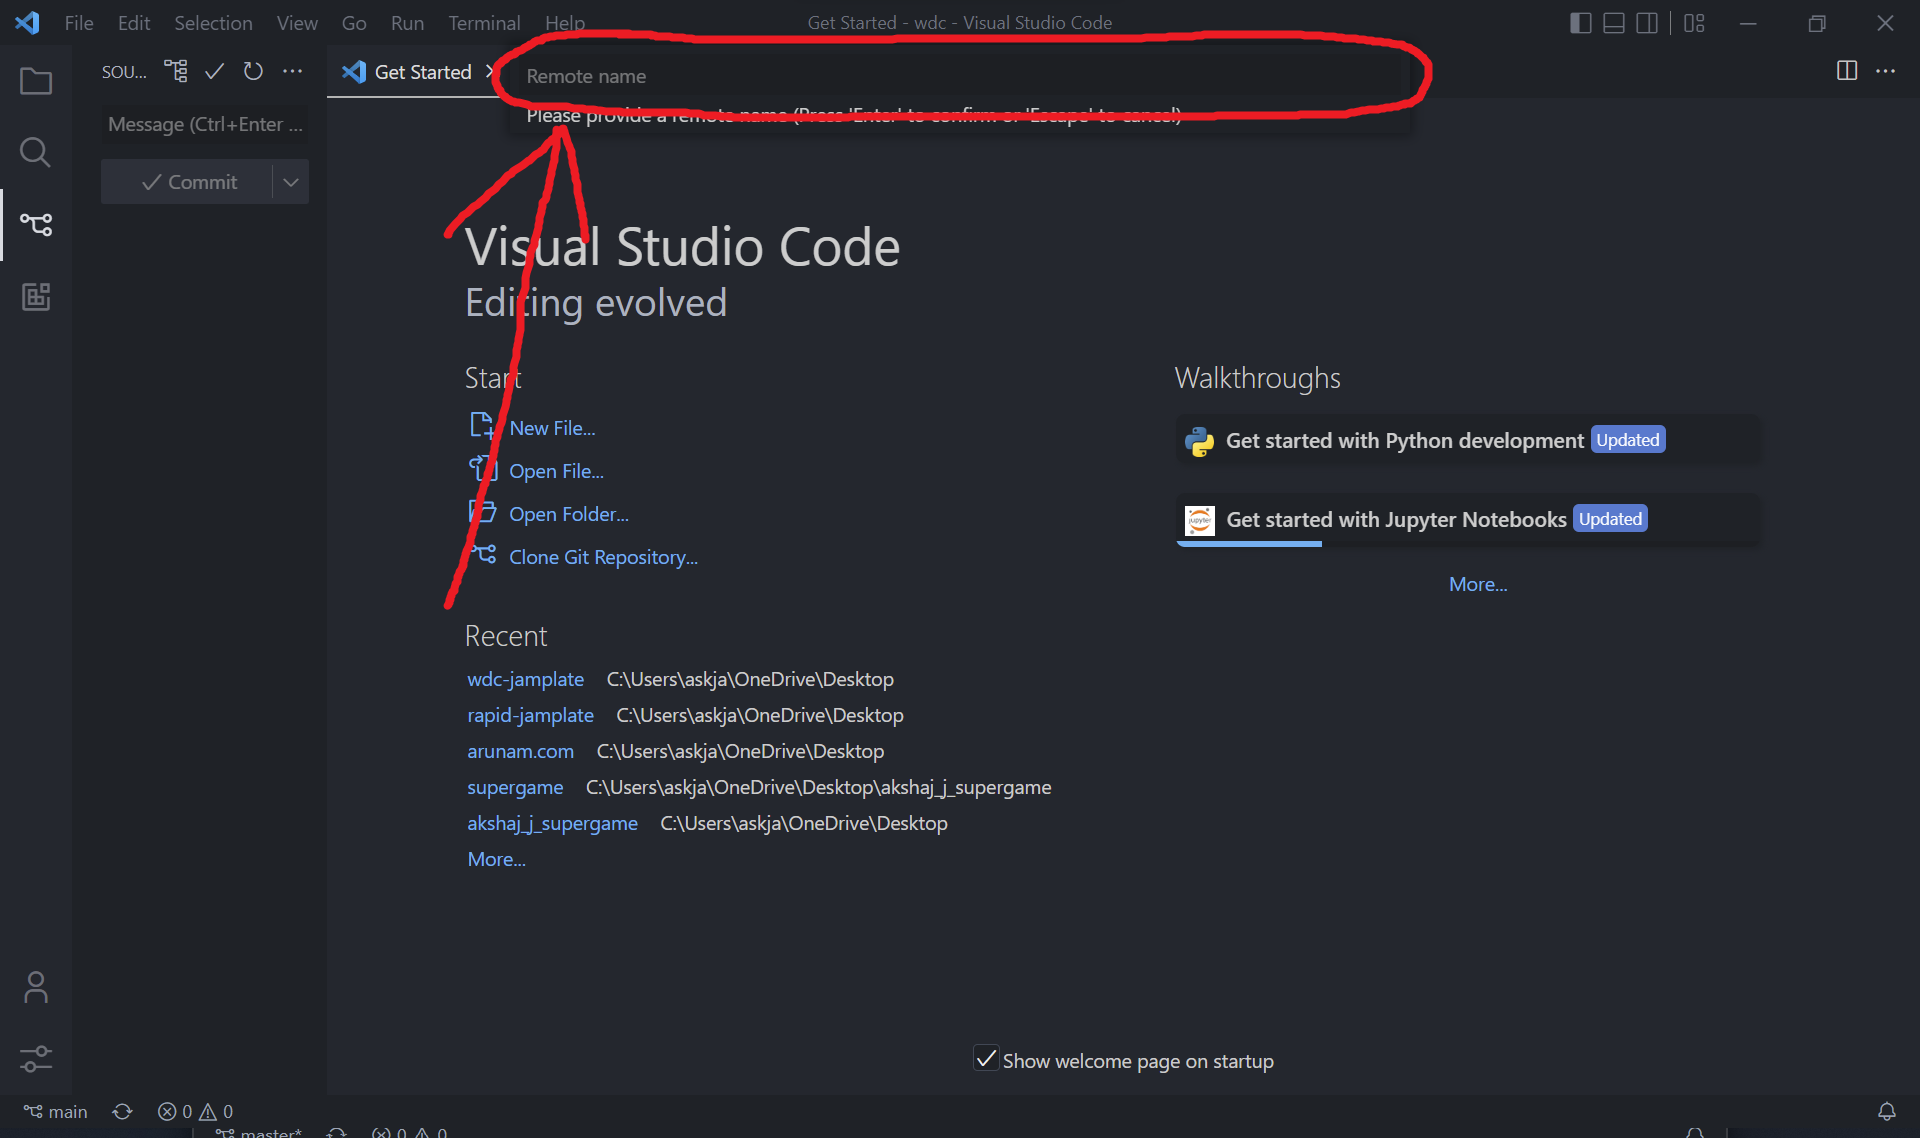 File Edit Selection View Go Run Terminal Help
Get Started - wdc - Visual Studio Code
SOU...
Get Started
Remote name
Please provide a remote name (Press 'Enter' to confirm or 'Escape' to cancel)
Message (Ctrl+Enter ...
Commit
Visual Studio Code
Editing evolved
Start
New File...
Open File...
Open Folder...
Clone Git Repository...
Recent
wdc-jamplate C:\Users\askja\OneDrive\Desktop
rapid-jamplate C:\Users\askja\OneDrive\Desktop
arunam.com C:\Users\askja\OneDrive\Desktop
supergame C:\Users\askja\OneDrive\Desktop\akshaj_j_supergame
akshaj_j_supergame C:\Users\askja\OneDrive\Desktop
More...
Walkthroughs
Get started with Python development Updated
Get started with Jupyter Notebooks Updated
More...
Show welcome page on startup
main 0 0
master* 0 0